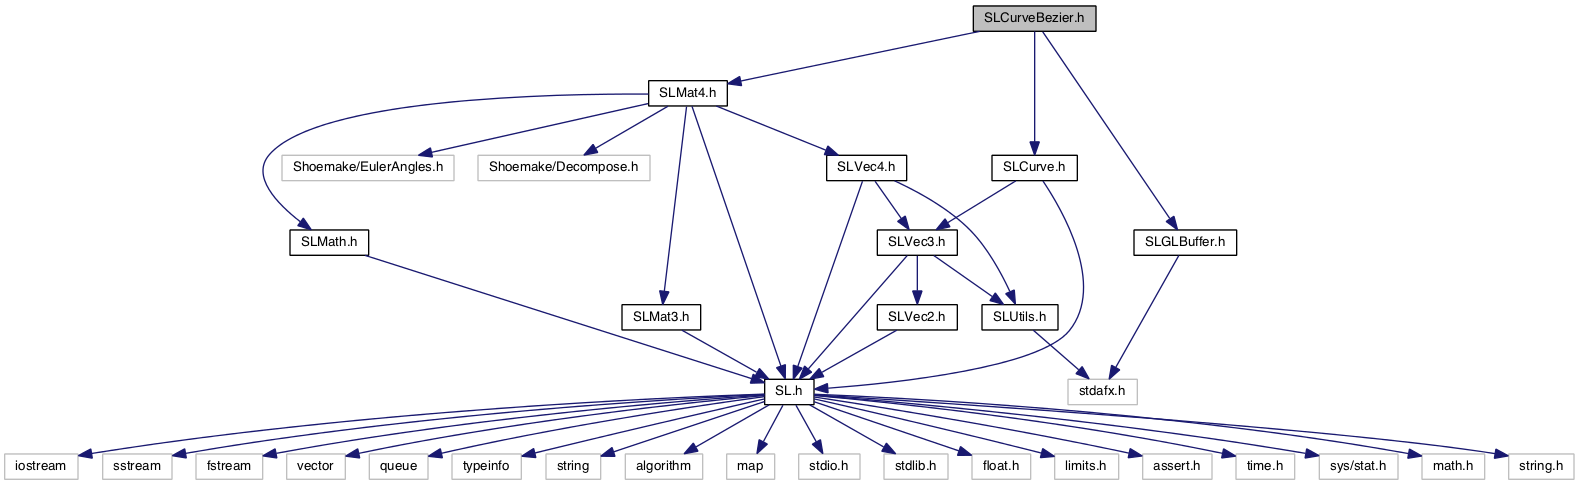 SLCurveBezier.h
SLMat4.h
Shoemake/EulerAngles.h
Shoemake/Decompose.h
SLVec4.h
SLCurve.h
SLMath.h
SLVec3.h
SLGLBuffer.h
SLMat3.h
SLVec2.h
SLUtils.h
SL.h
stdafx.h
iostream
sstream
fstream
vector
queue
typeinfo
string
algorithm
map
stdio.h
stdlib.h
float.h
limits.h
assert.h
time.h
sys/stat.h
math.h
string.h